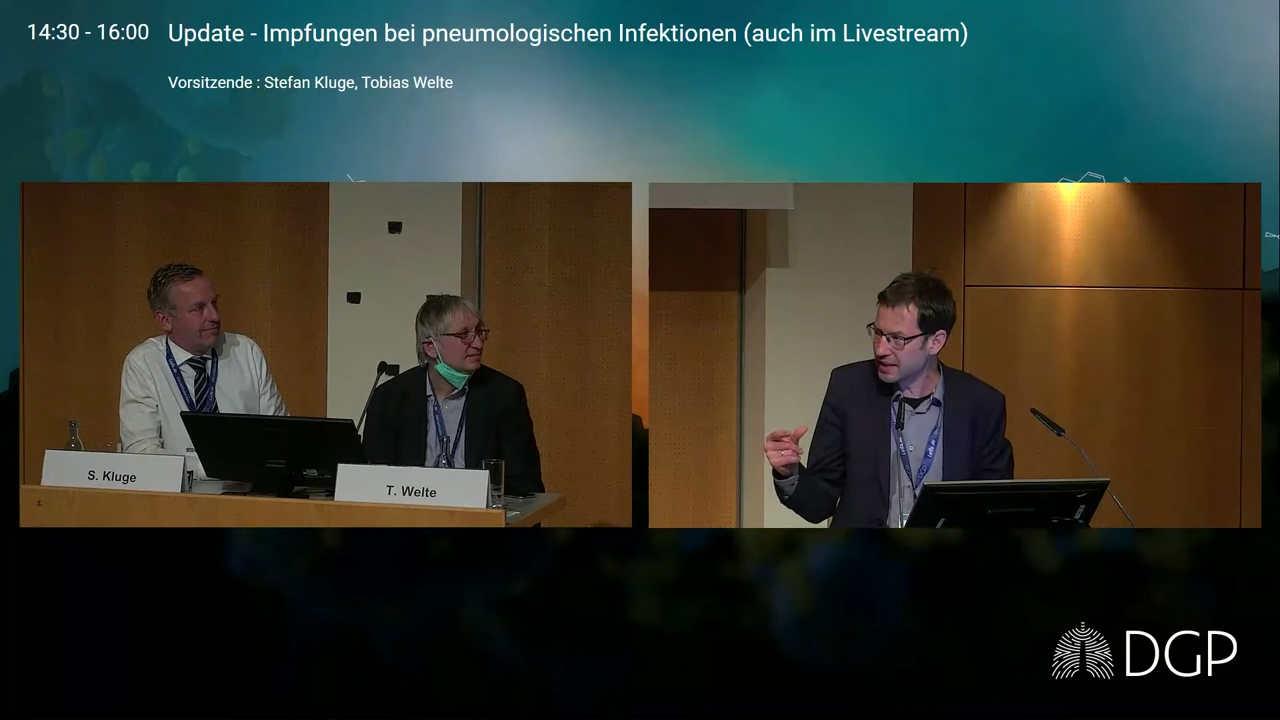 14:30 - 16:00 Update - Impfungen bei pneumologischen Infektionen (auch im Livestream)
Vorsitzende : Stefan Kluge, Tobias Welte
S. Kluge
T. Welte
DGP